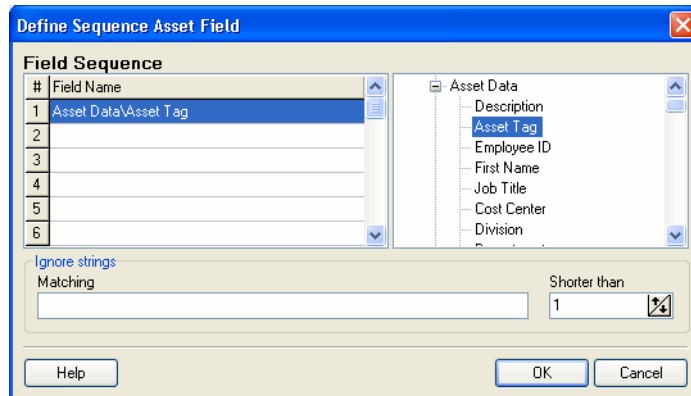 Define Sequence Asset Field
Field Sequence
# Field Name
1 Asset Data\Asset Tag
2
3
4
5
6
Asset Data
Description
Asset Tag
Employee ID
First Name
Job Title
Cost Center
Division
Ignore strings
Matching
Shorter than
1
Help
OK
Cancel